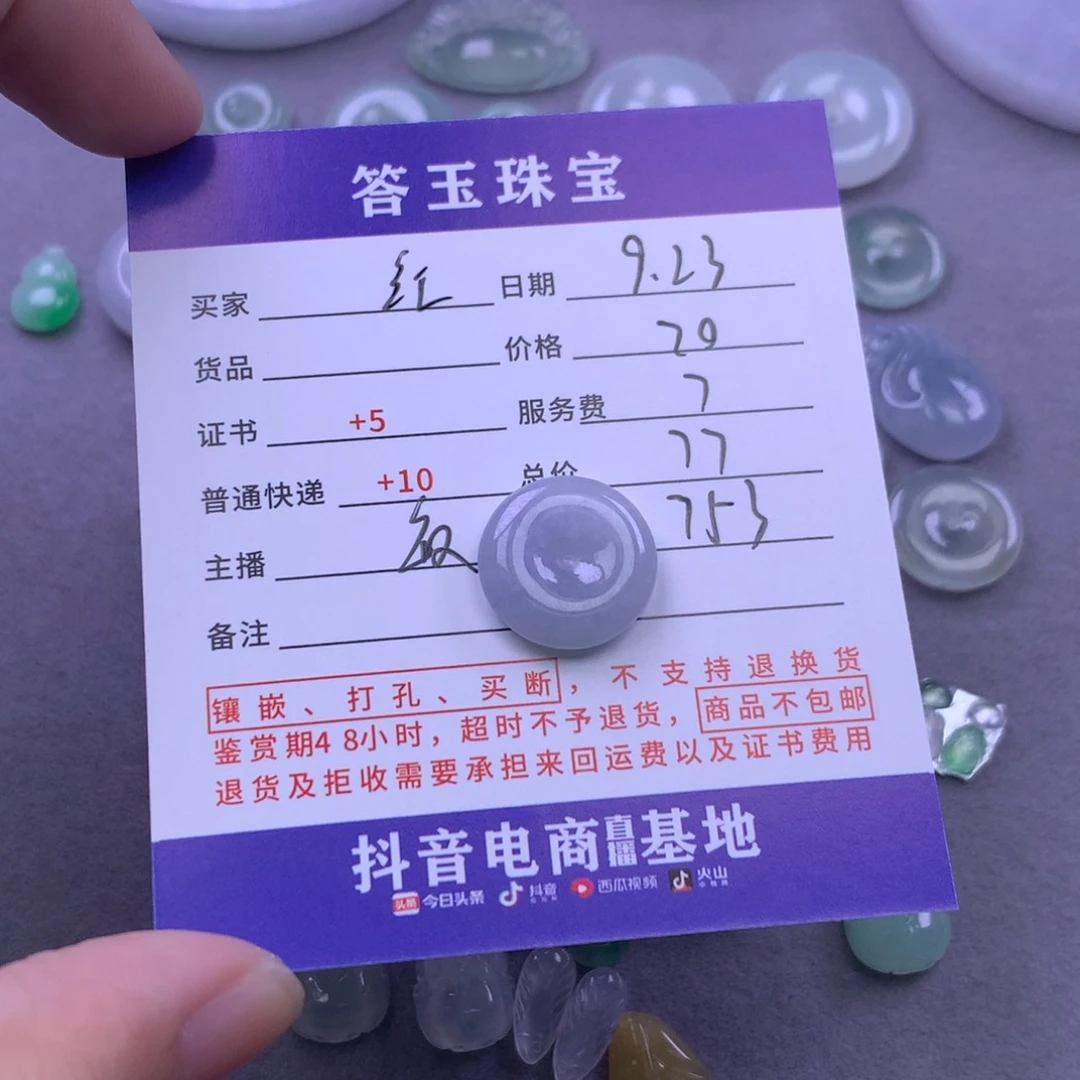 答玉珠宝
买家 红 日期 9.23
货品 价格 70
证书 +5 服务费 7
普通快递 +10 总价 77
主播 敏 753
备注
镶嵌、打孔、买断，不支持退换货
鉴赏期48小时，超时不予退货，商品不包邮
退货及拒收需要承担来回运费以及证书费用
抖音电商直播基地
头条 今日头条 抖音 西瓜视频 火山